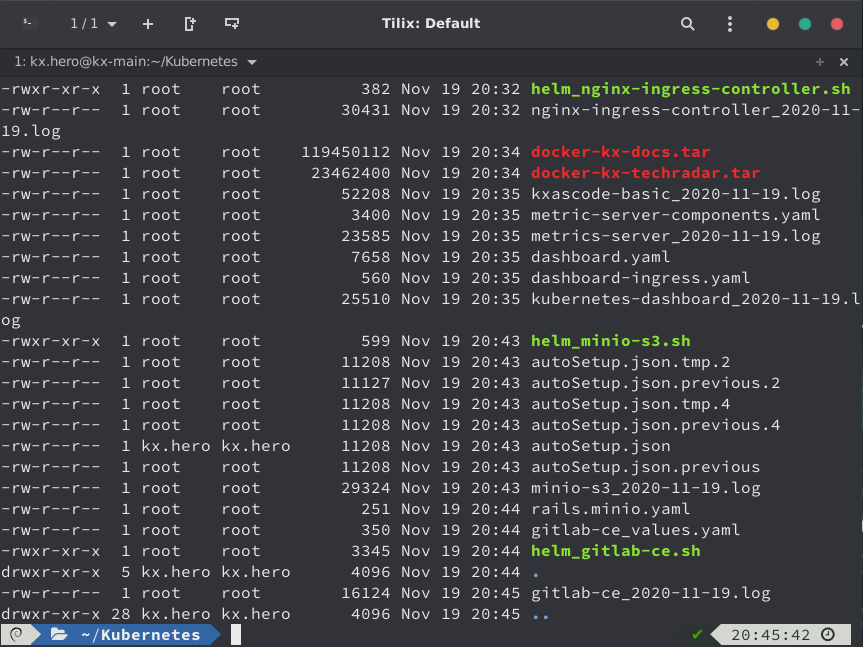 1 / 1
Tilix: Default
1: kx.hero@kx-main:~/Kubernetes
-rwxr-xr-x  1 root    root          382 Nov 19 20:32 helm_nginx-ingress-controller.sh
-rw-r--r--  1 root    root        30431 Nov 19 20:32 nginx-ingress-controller_2020-11-
19.log
-rw-r--r--  1 root    root    119450112 Nov 19 20:34 docker-kx-docs.tar
-rw-r--r--  1 root    root     23462400 Nov 19 20:34 docker-kx-techradar.tar
-rw-r--r--  1 root    root        52208 Nov 19 20:35 kxascode-basic_2020-11-19.log
-rw-r--r--  1 root    root         3400 Nov 19 20:35 metric-server-components.yaml
-rw-r--r--  1 root    root        23585 Nov 19 20:35 metrics-server_2020-11-19.log
-rw-r--r--  1 root    root         7658 Nov 19 20:35 dashboard.yaml
-rw-r--r--  1 root    root          560 Nov 19 20:35 dashboard-ingress.yaml
-rw-r--r--  1 root    root        25510 Nov 19 20:35 kubernetes-dashboard_2020-11-19.l
og
-rwxr-xr-x  1 root    root          599 Nov 19 20:43 helm_minio-s3.sh
-rw-r--r--  1 root    root        11208 Nov 19 20:43 autoSetup.json.tmp.2
-rw-r--r--  1 root    root        11127 Nov 19 20:43 autoSetup.json.previous.2
-rw-r--r--  1 root    root        11208 Nov 19 20:43 autoSetup.json.tmp.4
-rw-r--r--  1 root    root        11208 Nov 19 20:43 autoSetup.json.previous.4
-rw-r--r--  1 kx.hero kx.hero     11208 Nov 19 20:43 autoSetup.json
-rw-r--r--  1 root    root        11208 Nov 19 20:43 autoSetup.json.previous
-rw-r--r--  1 root    root        29324 Nov 19 20:43 minio-s3_2020-11-19.log
-rw-r--r--  1 root    root          251 Nov 19 20:44 rails.minio.yaml
-rw-r--r--  1 root    root          350 Nov 19 20:44 gitlab-ce_values.yaml
-rwxr-xr-x  1 root    root         3345 Nov 19 20:44 helm_gitlab-ce.sh
drwxr-xr-x  5 kx.hero kx.hero      4096 Nov 19 20:44 .
-rw-r--r--  1 root    root        16124 Nov 19 20:45 gitlab-ce_2020-11-19.log
drwxr-xr-x 28 kx.hero kx.hero      4096 Nov 19 20:45 ..
~/Kubernetes ✔ 20:45:42